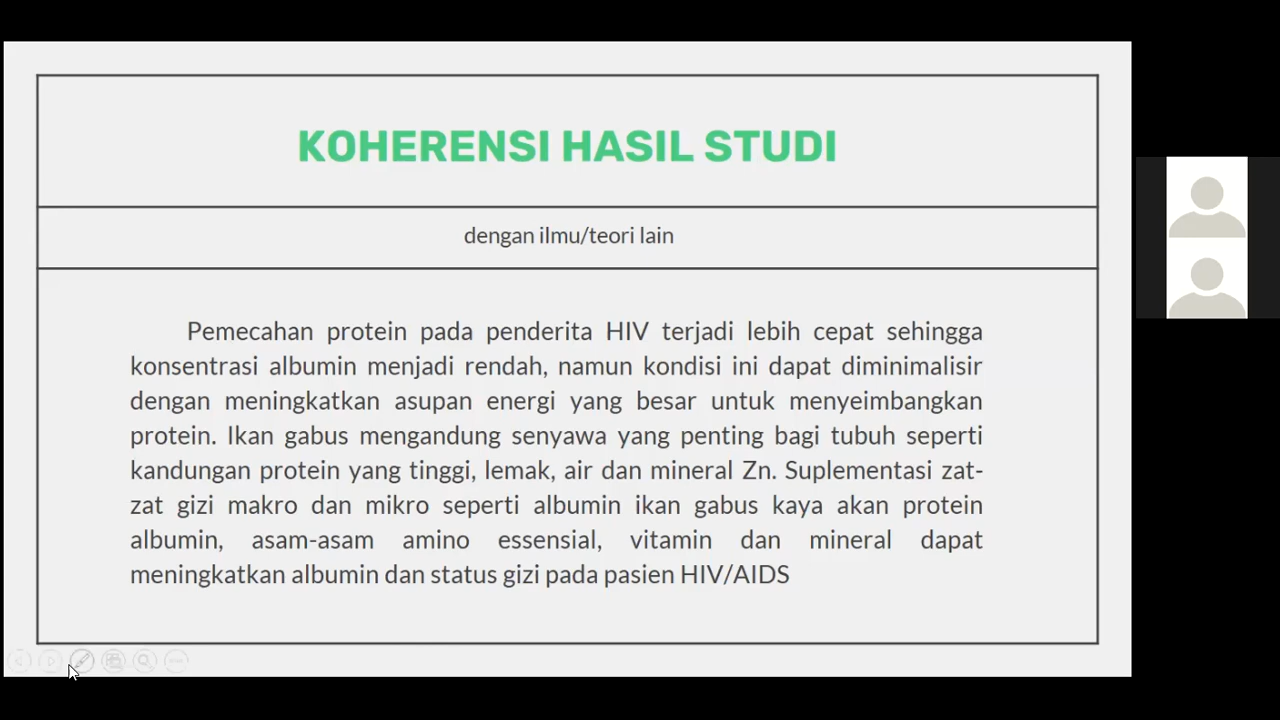 KOHERENSI HASIL STUDI
dengan ilmu/teori lain
Pemecahan protein pada penderita HIV terjadi lebih cepat sehingga
konsentrasi albumin menjadi rendah, namun kondisi ini dapat diminimalisir
dengan meningkatkan asupan energi yang besar untuk menyeimbangkan
protein. Ikan gabus mengandung senyawa yang penting bagi tubuh seperti
kandungan protein yang tinggi, lemak, air dan mineral Zn. Suplementasi zat-
zat gizi makro dan mikro seperti albumin ikan gabus kaya akan protein
albumin, asam-asam amino essensial, vitamin dan mineral dapat
meningkatkan albumin dan status gizi pada pasien HIV/AIDS